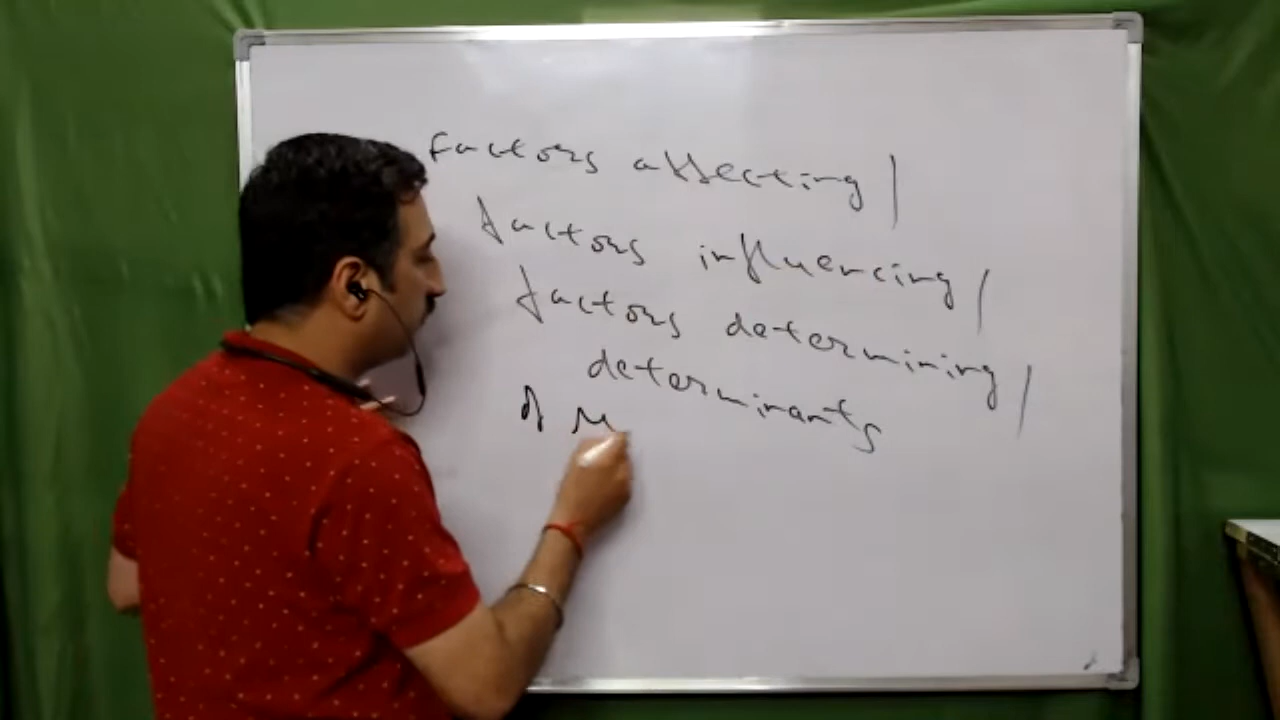 Factors affecting/
factors influencing/
factors determining/
determinants
of M